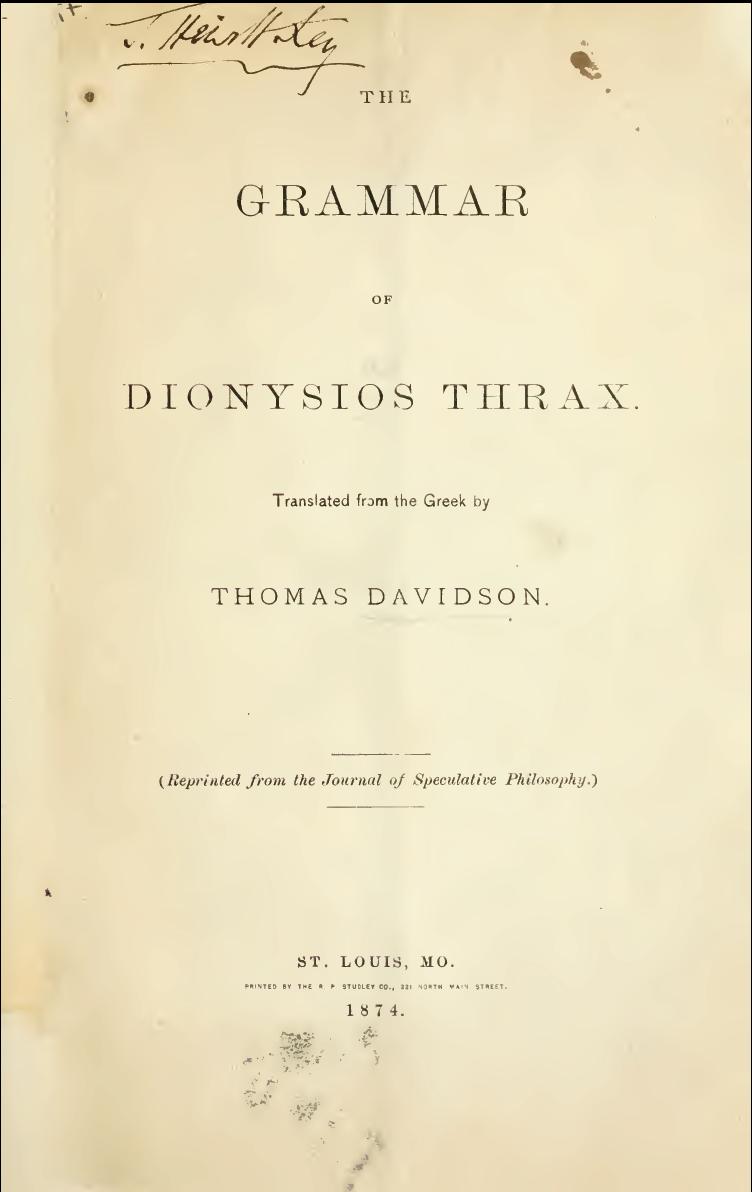 THE
GRAMMAR
OF
DIONYSIOS THRAX.
Translated from the Greek by
THOMAS DAVIDSON.
(Reprinted from the Journal of Speculative Philosophy.)
ST. LOUIS, MO.
PRINTED BY THE R. P. STUDLEY CO., 221 NORTH MAIN STREET.
1874.